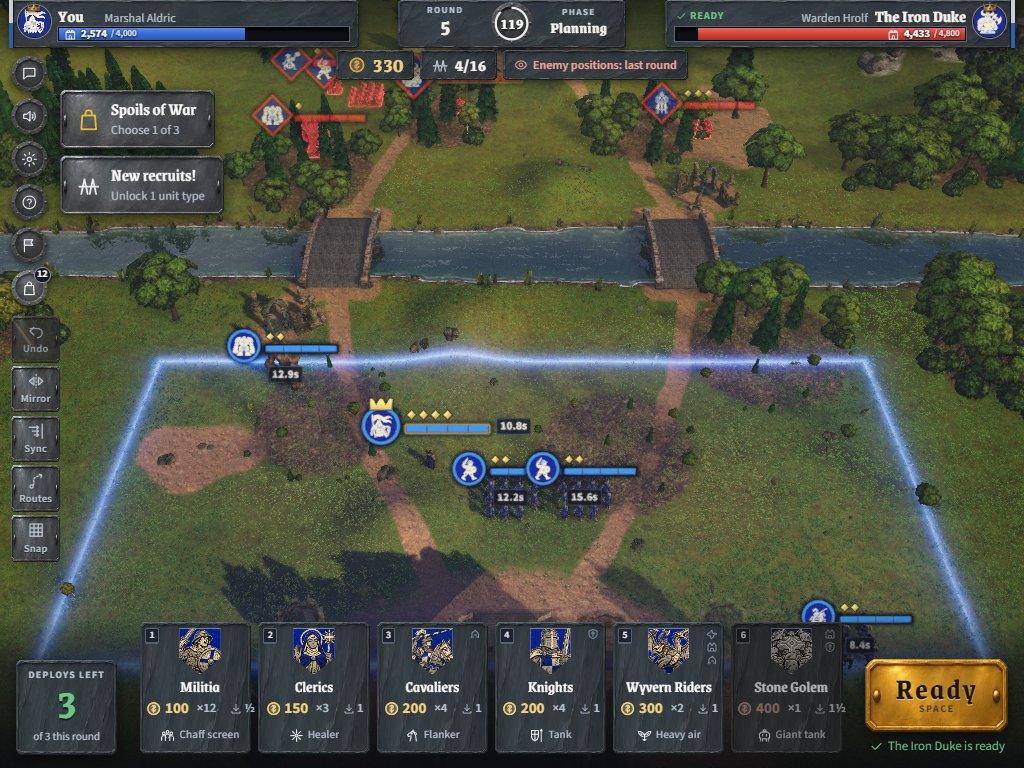 You
Marshal Aldric
2,574 / 4,000
ROUND
5
119
PHASE
Planning
READY
Warden Hrolf
The Iron Duke
4,433 / 4,800
330
4/16
Enemy positions: last round
Spoils of War
Choose 1 of 3
New recruits!
Unlock 1 unit type
12
Undo
Mirror
Sync
Routes
Snap
12.9s
10.8s
12.2s
15.6s
8.4s
DEPLOYS LEFT
3
of 3 this round
1
Militia
100 ×12 ½
Chaff screen
2
Clerics
150 ×3 1
Healer
3
Cavaliers
200 ×4 1
Flanker
4
Knights
200 ×4 1
Tank
5
Wyvern Riders
300 ×2 1
Heavy air
6
Stone Golem
400 ×1 1½
Giant tank
Ready
SPACE
The Iron Duke is ready